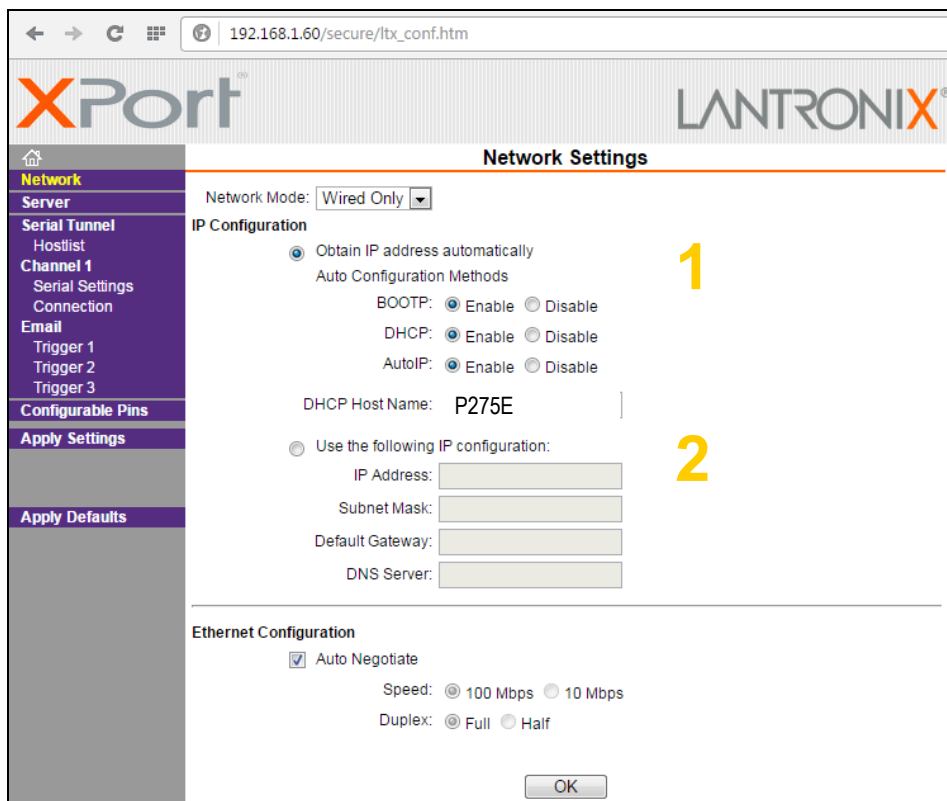 192.168.1.60/secure/ltx_conf.htm
XPort®
LANTRONIX®
Network Settings
Network
Server
Serial Tunnel
Hostlist
Channel 1
Serial Settings
Connection
Email
Trigger 1
Trigger 2
Trigger 3
Configurable Pins
Apply Settings
Apply Defaults
Network Mode: Wired Only
IP Configuration
Obtain IP address automatically
1
Auto Configuration Methods
BOOTP: Enable Disable
DHCP: Enable Disable
AutoIP: Enable Disable
DHCP Host Name: P275E
Use the following IP configuration:
2
IP Address:
Subnet Mask:
Default Gateway:
DNS Server:
Ethernet Configuration
Auto Negotiate
Speed: 100 Mbps 10 Mbps
Duplex: Full Half
OK